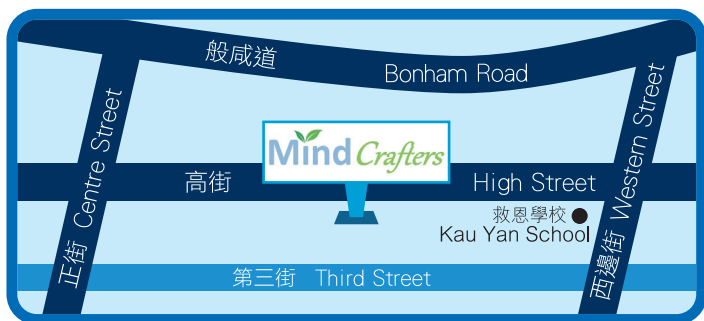 般咸道 Bonham Road
正街 Centre Street
西邊街 Western Street
Mind Crafters
高街 High Street
救恩學校
Kau Yan School
第三街 Third Street